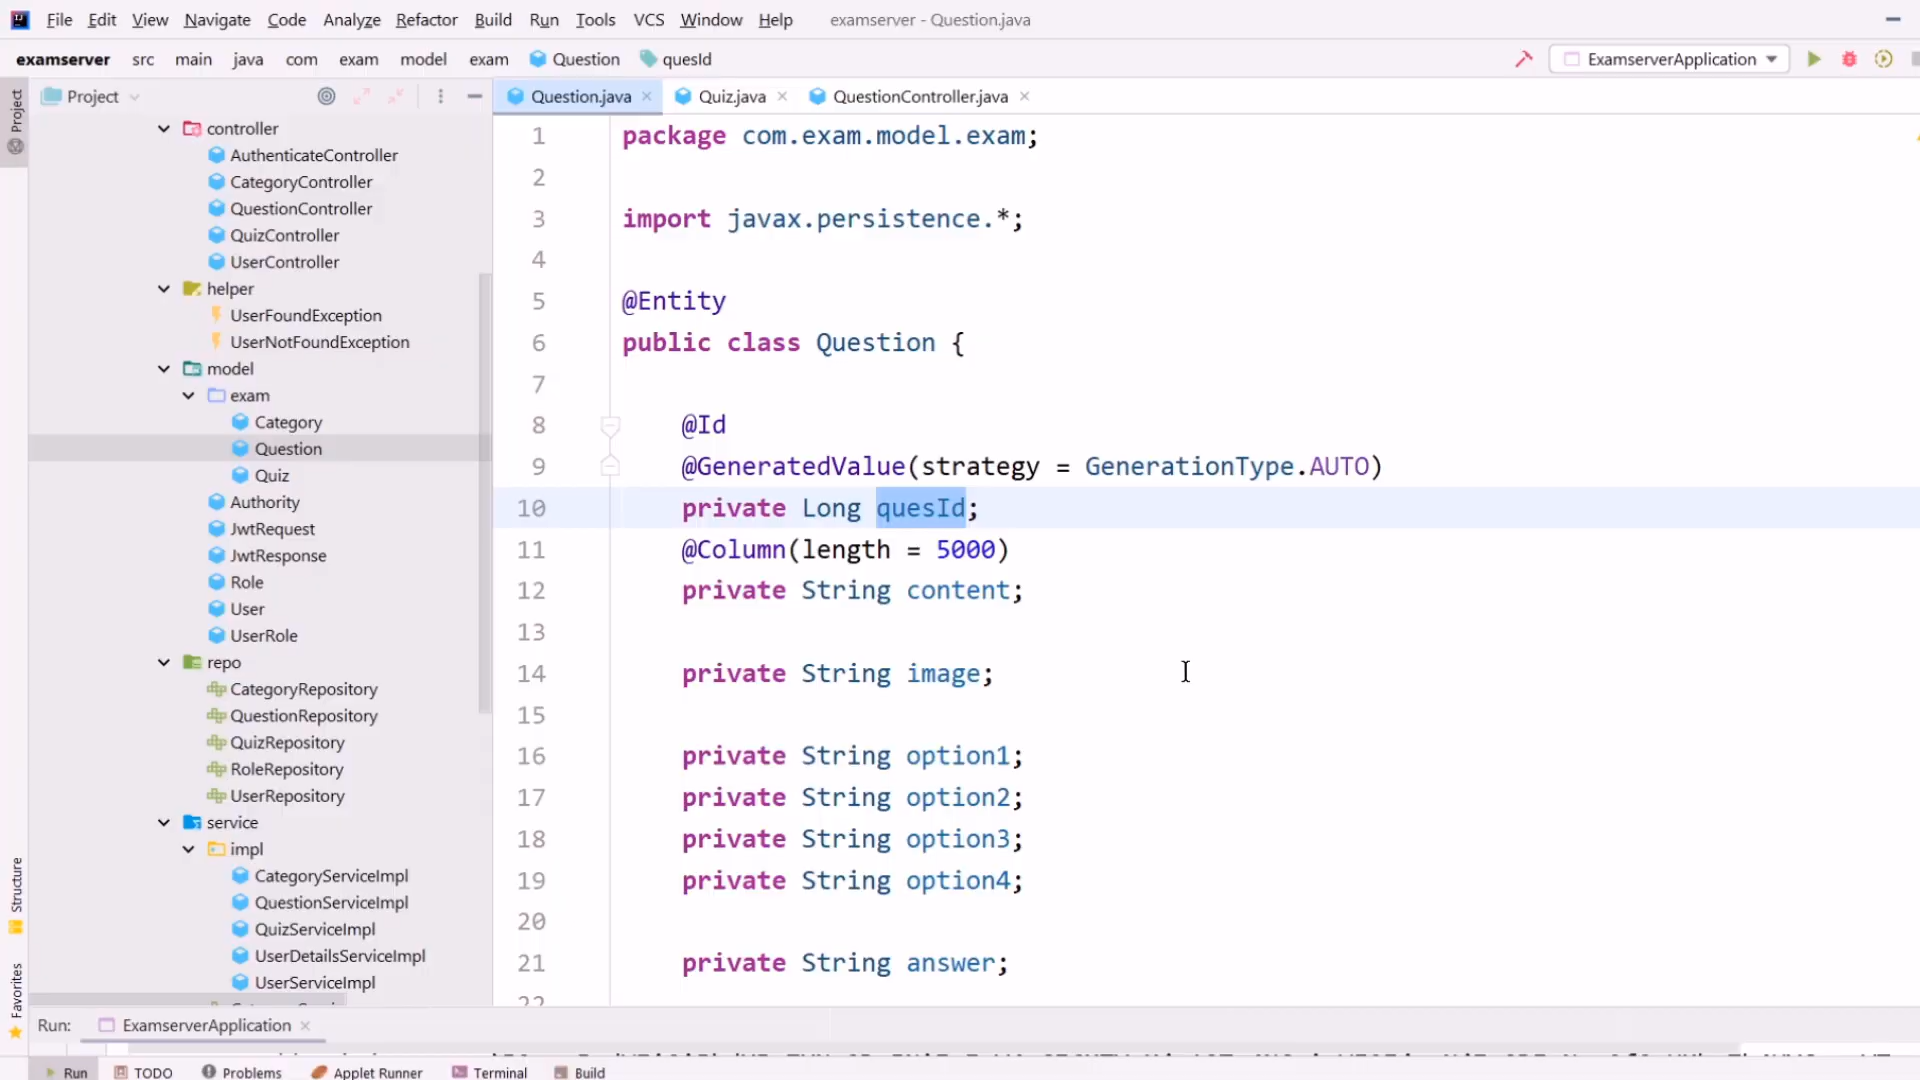 File Edit View Navigate Code Analyze Refactor Build Run Tools VCS Window Help examserver - Question.java
examserver src main java com exam model exam Question quesId ExamserverApplication
Project
Project
Question.java
Quiz.java
QuestionController.java
controller
AuthenticateController
CategoryController
QuestionController
QuizController
UserController
helper
UserFoundException
UserNotFoundException
model
exam
Category
Question
Quiz
Authority
JwtRequest
JwtResponse
Role
User
UserRole
repo
CategoryRepository
QuestionRepository
QuizRepository
RoleRepository
UserRepository
service
impl
CategoryServiceImpl
QuestionServiceImpl
QuizServiceImpl
UserDetailsServiceImpl
UserServiceImpl
Structure
Favorites
1 package com.exam.model.exam;
2
3 import javax.persistence.*;
4
5 @Entity
6 public class Question {
7
8 @Id
9 @GeneratedValue(strategy = GenerationType.AUTO)
10 private Long quesId;
11 @Column(length = 5000)
12 private String content;
13
14 private String image;
15
16 private String option1;
17 private String option2;
18 private String option3;
19 private String option4;
20
21 private String answer;
22
Run: ExamserverApplication
Run TODO Problems Applet Runner Terminal Build